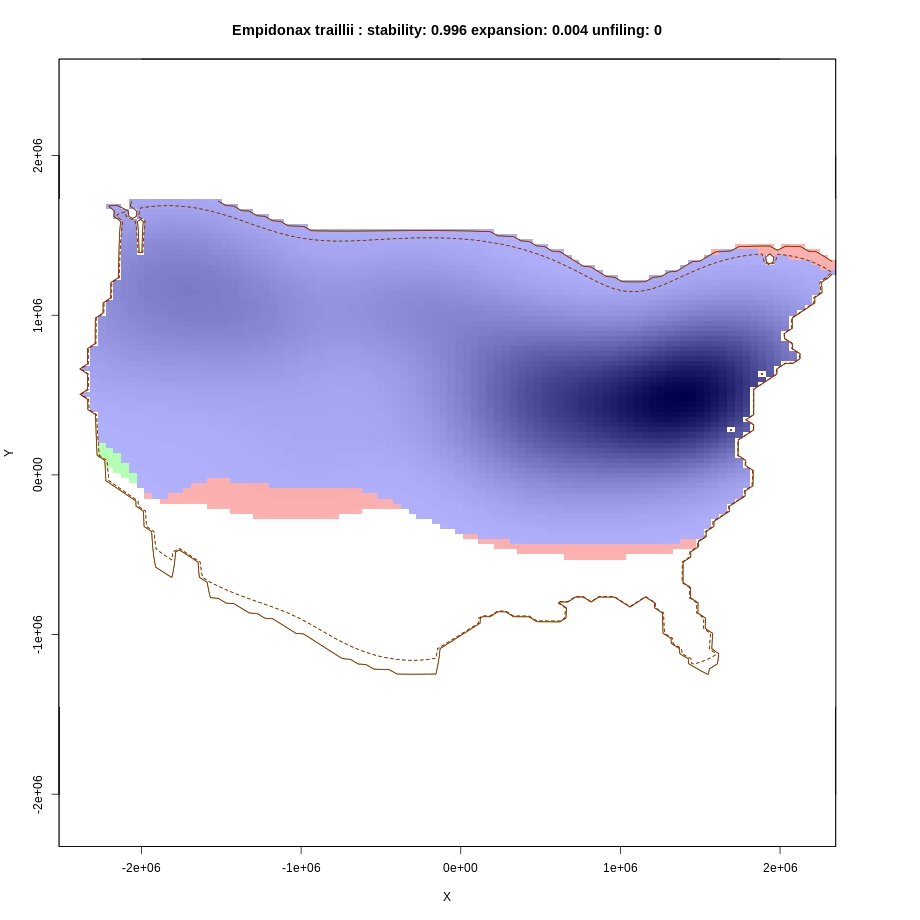 Empidonax traillii : stability: 0.996 expansion: 0.004 unfiling: 0
2e+06
1e+06
Y
0e+00
-1e+06
-2e+06
-2e+06 -1e+06 0e+00 1e+06 2e+06
X